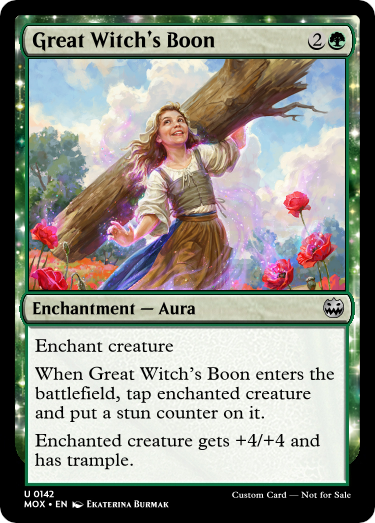 Great Witch's Boon 2
Enchantment — Aura
Enchant creature
When Great Witch's Boon enters the
battlefield, tap enchanted creature
and put a stun counter on it.
Enchanted creature gets +4/+4 and
has trample.
U 0142
MOX • EN Ekaterina Burmak
Custom Card — Not for Sale